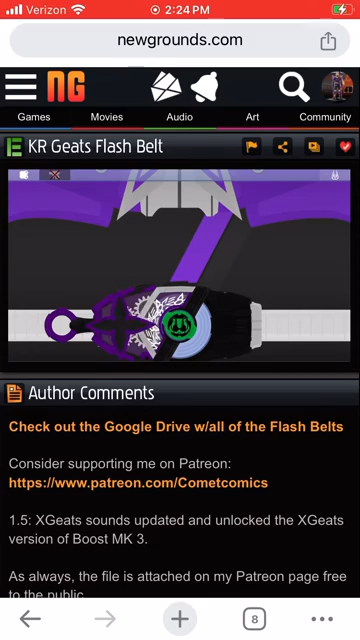 Verizon 2:24PM
newgrounds.com
NG
Games Movies Audio Art Community
E KR Geats Flash Belt
Author Comments
Check out the Google Drive w/all of the Flash Belts
Consider supporting me on Patreon:
https://www.patreon.com/Cometcomics
1.5: XGeats sounds updated and unlocked the XGeats
version of Boost MK 3.
As always, the file is attached on my Patreon page free
to the public.
8